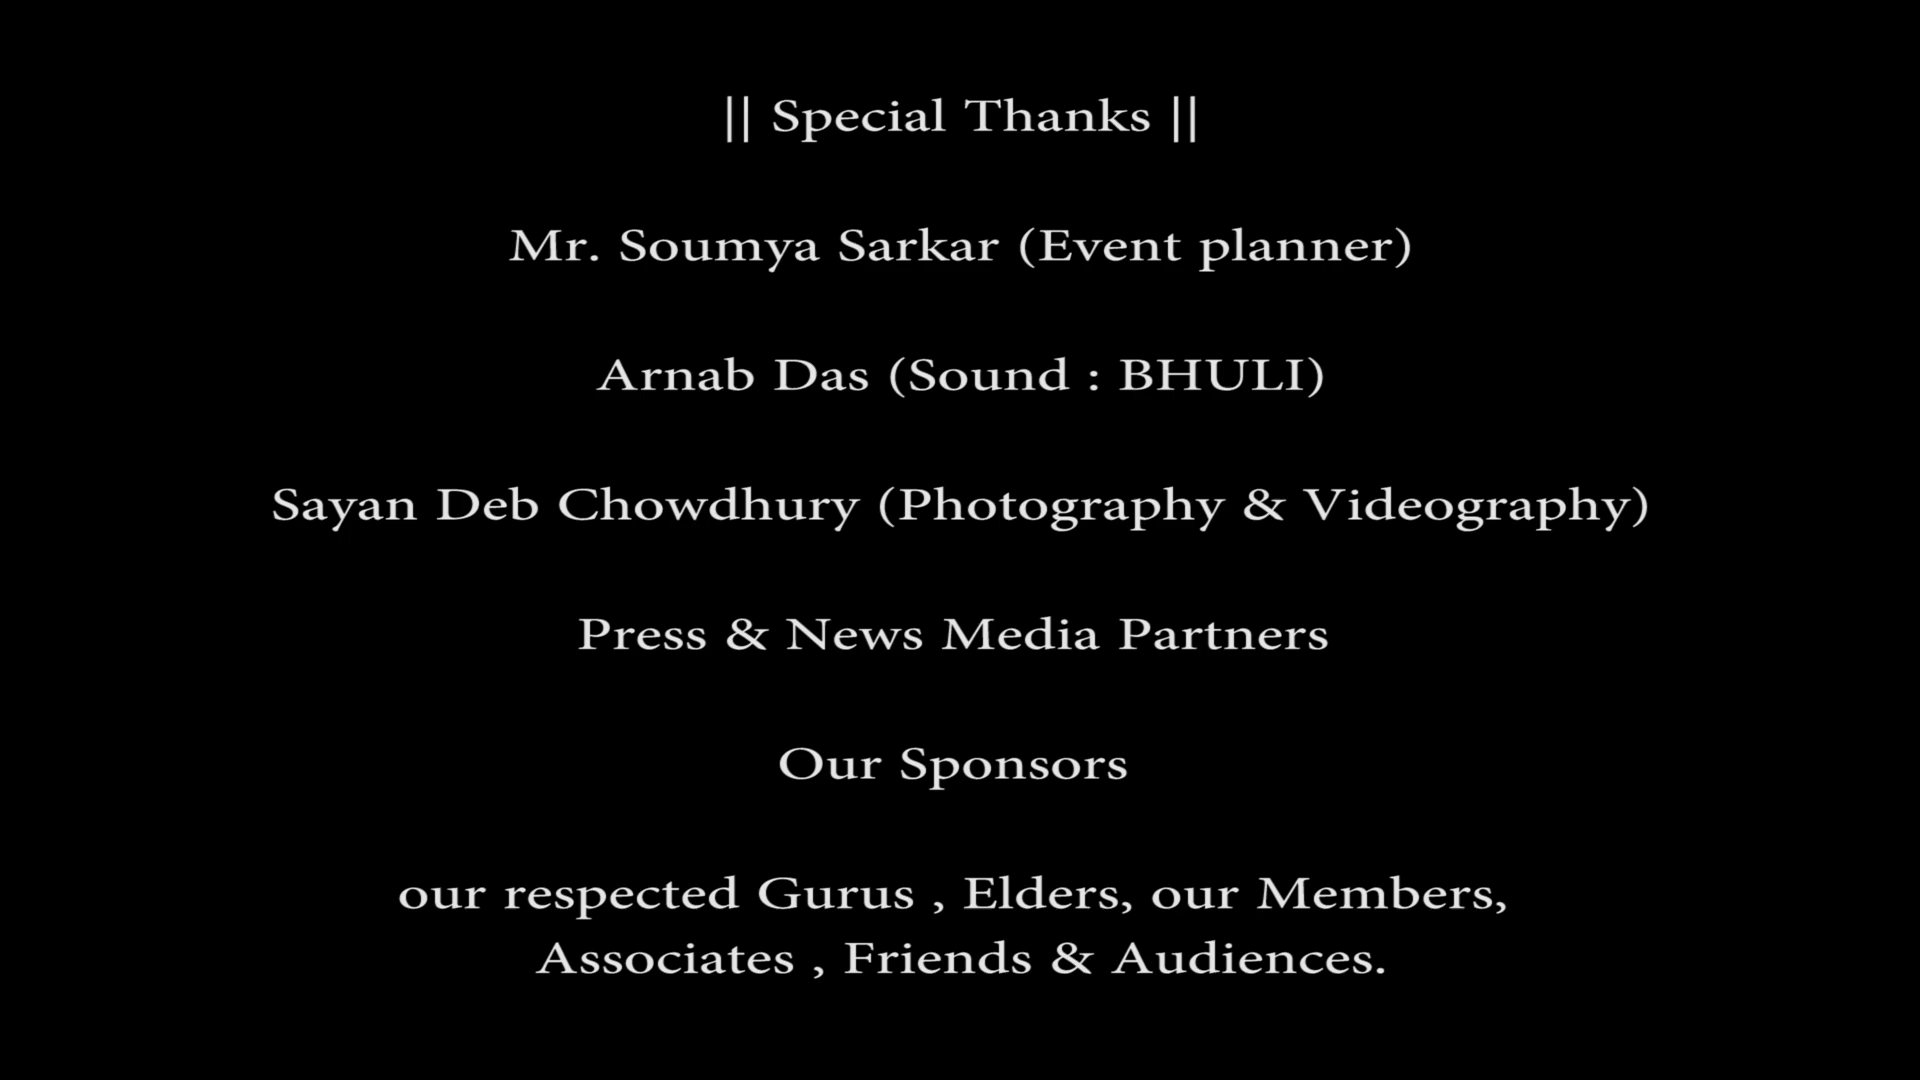 || Special Thanks ||
Mr. Soumya Sarkar (Event planner)
Arnab Das (Sound : BHULI)
Sayan Deb Chowdhury (Photography & Videography)
Press & News Media Partners
Our Sponsors
our respected Gurus , Elders, our Members,
Associates , Friends & Audiences.